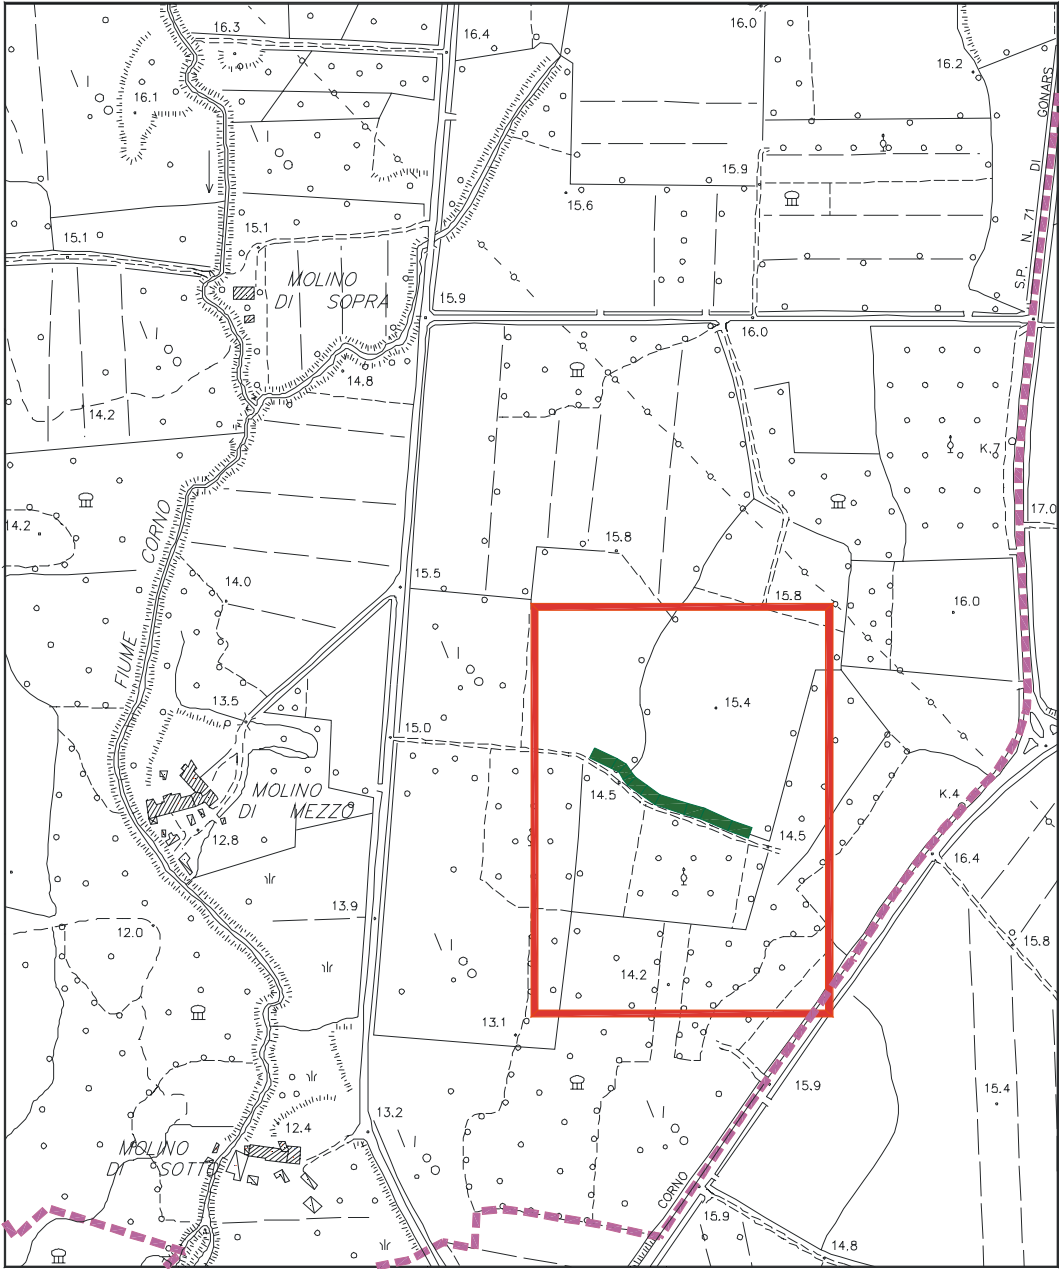 16.3
16.4
16.0
16.2
16.1
GONARS
DI
N. 71
S.P.
15.9
15.6
15.1
15.1
MOLINO
DI SOPRA
15.9
16.0
14.8
14.2
K.7
CORNO
14.2
17.0
15.8
15.5
14.0
15.8
16.0
FIUME
13.5
15.4
15.0
MOLINO
DI MEZZO
14.5
K.4
12.8
14.5
16.4
13.9
12.0
15.8
14.2
13.1
15.9
15.4
13.2
12.4
MOLINO
DI SOTTO
CORNO
15.9
14.8